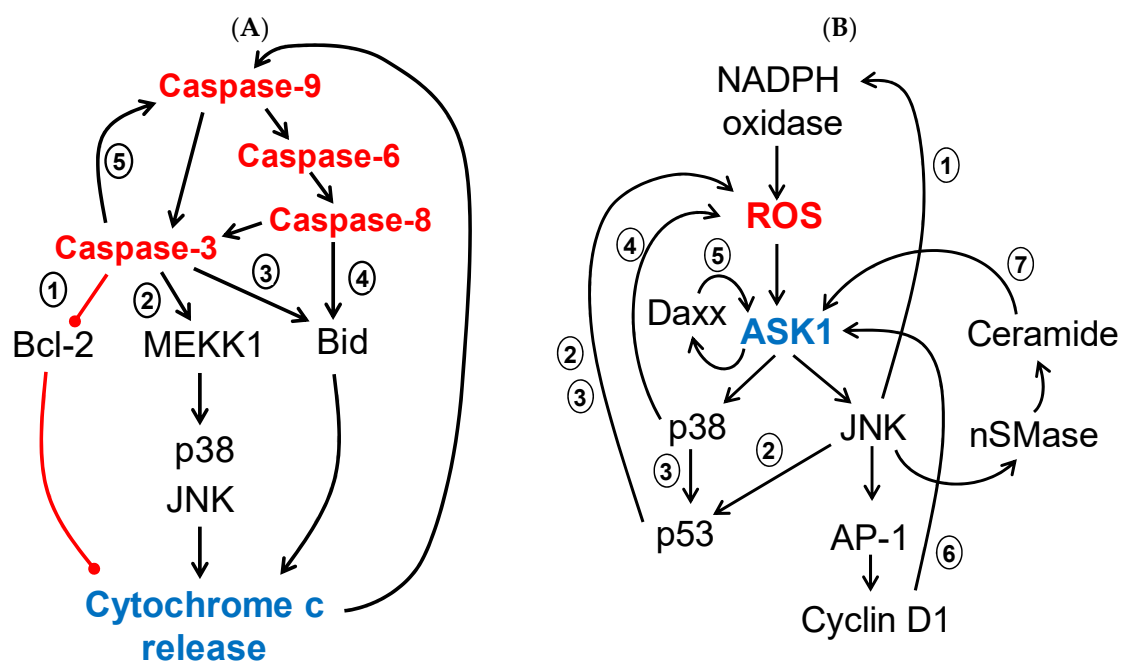 (A)
Caspase-9
⑤
Caspase-6
Caspase-8
Caspase-3
① ② ③ ④
Bcl-2 MEKK1 Bid
p38
JNK
Cytochrome c
release
(B)
NADPH
oxidase
①
ROS
④ ⑤ ⑦
Daxx ASK1 Ceramide
②
③
p38 JNK nSMase
③ ②
p53 AP-1
⑥
Cyclin D1